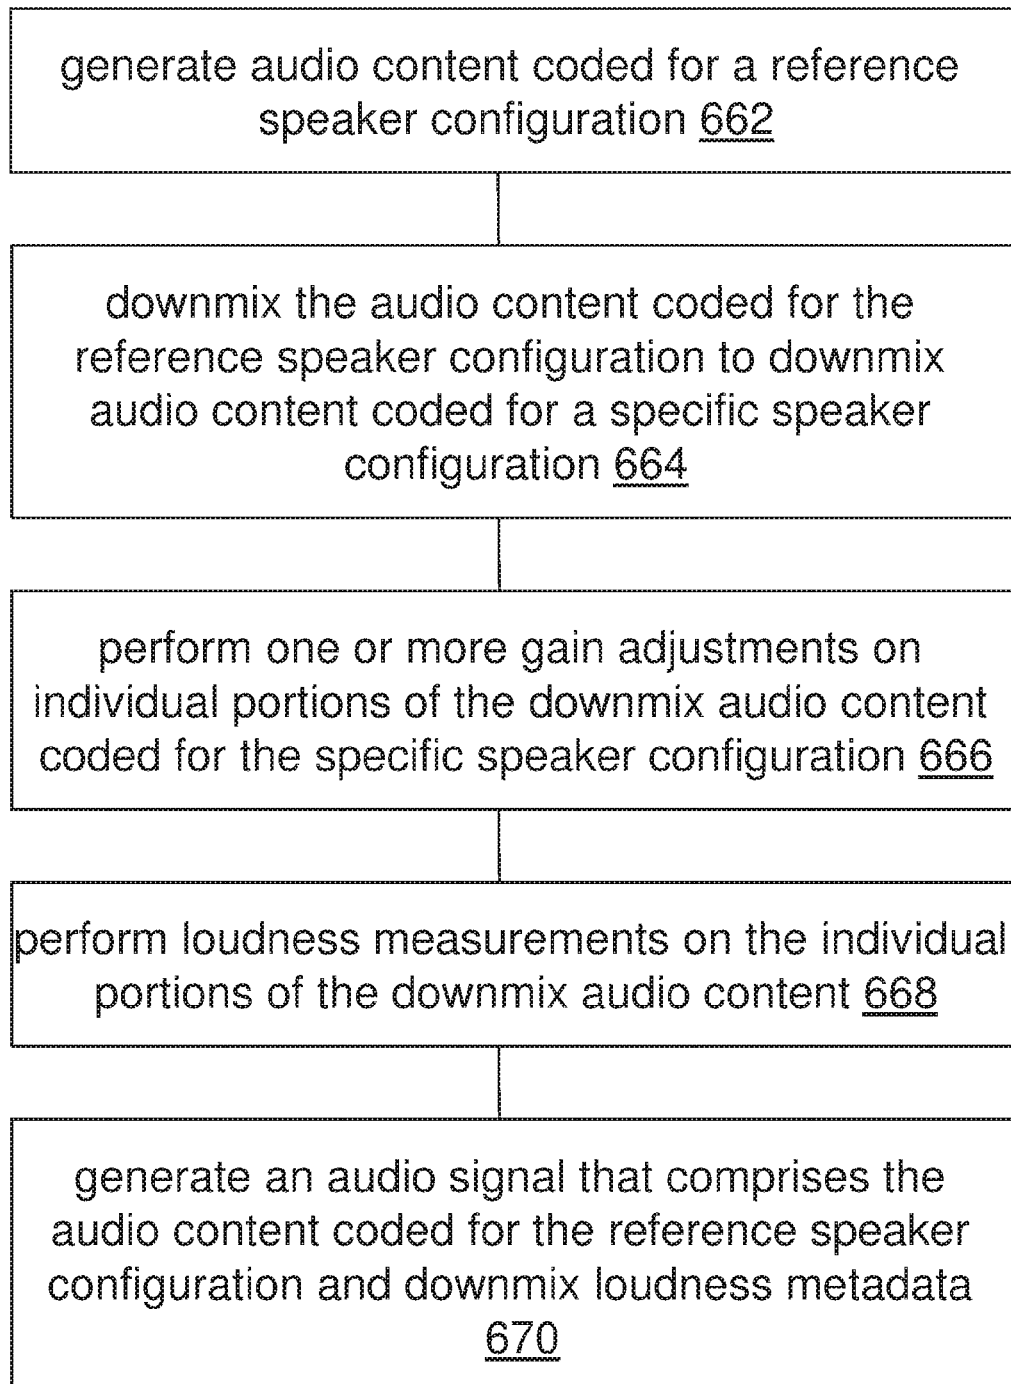 generate audio content coded for a reference
speaker configuration 662
downmix the audio content coded for the
reference speaker configuration to downmix
audio content coded for a specific speaker
configuration 664
perform one or more gain adjustments on
individual portions of the downmix audio content
coded for the specific speaker configuration 666
perform loudness measurements on the individual
portions of the downmix audio content 668
generate an audio signal that comprises the
audio content coded for the reference speaker
configuration and downmix loudness metadata
670